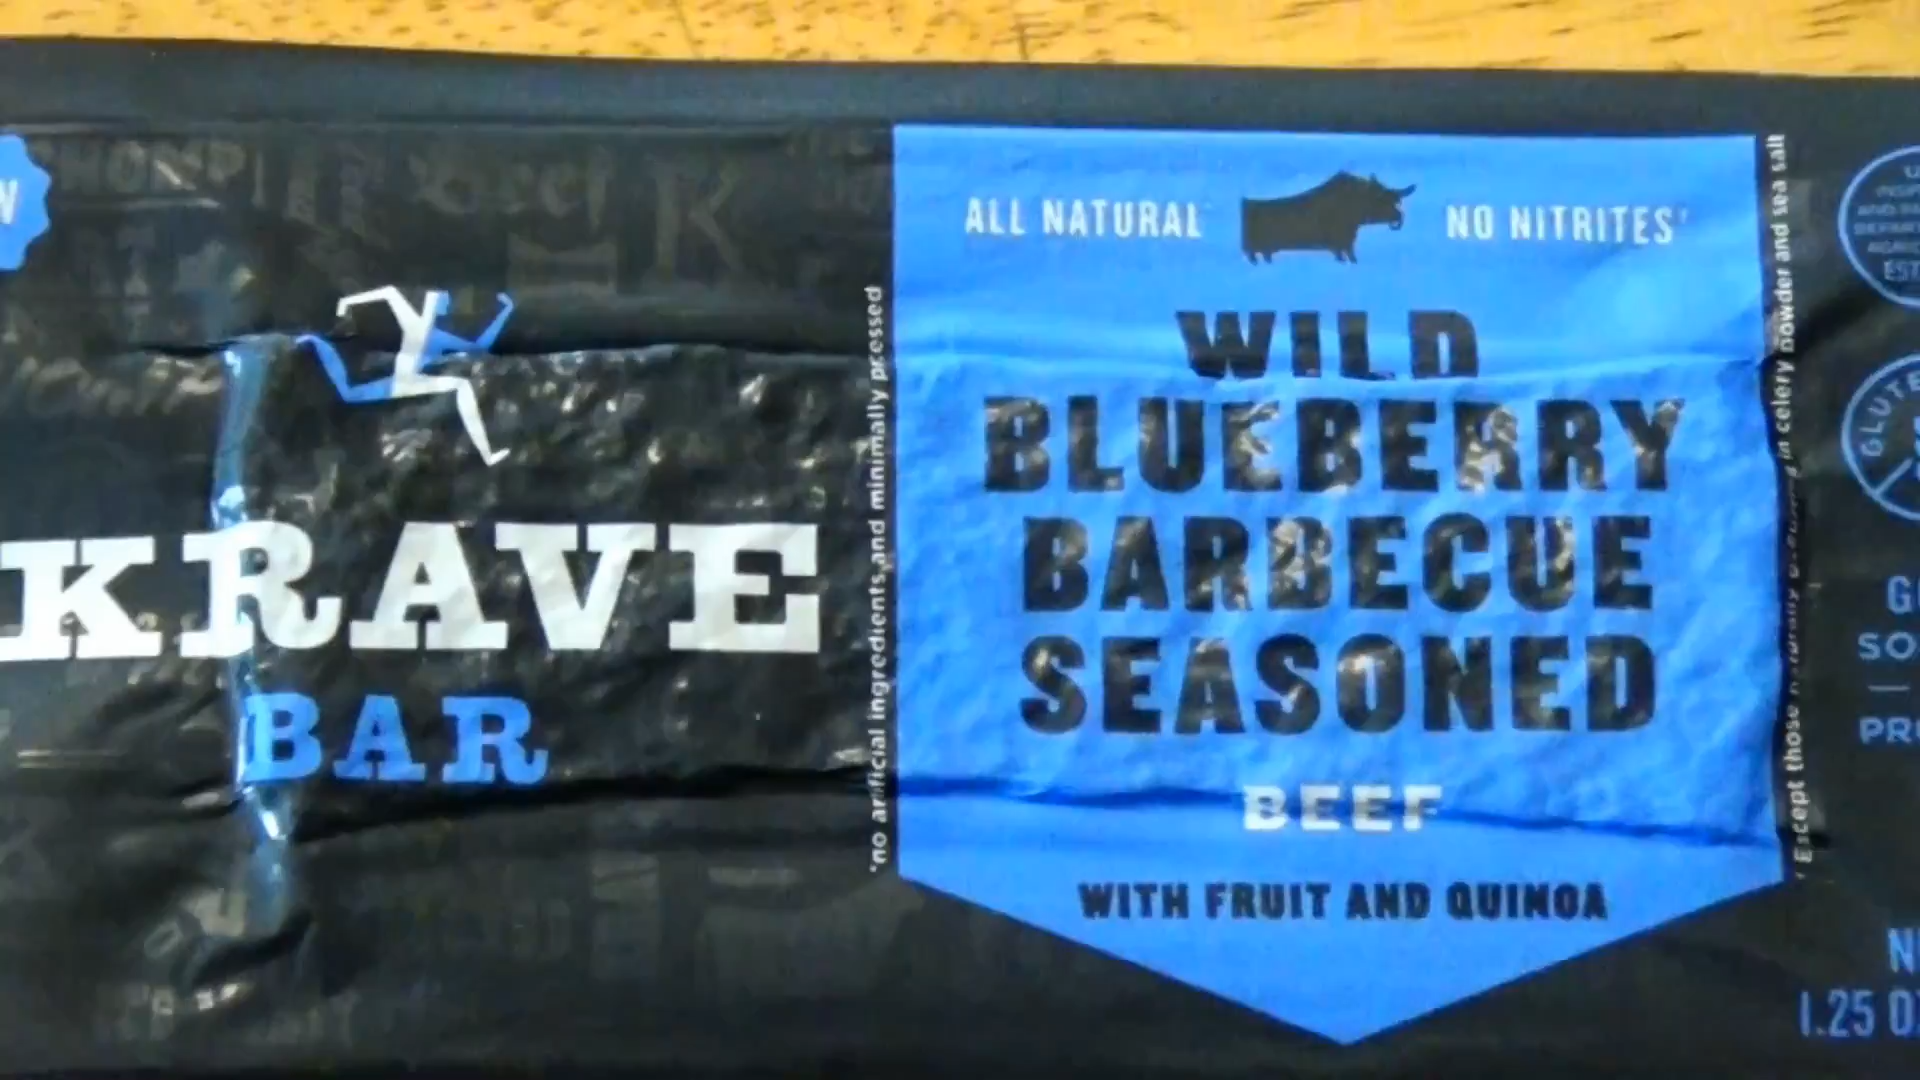 KRAVE
BAR
*no artificial ingredients and minimally processed
ALL NATURAL*
NO NITRITES†
WILD
BLUEBERRY
BARBECUE
SEASONED
BEEF
WITH FRUIT AND QUINOA
†Except those naturally occurring in celery powder and sea salt
1.25